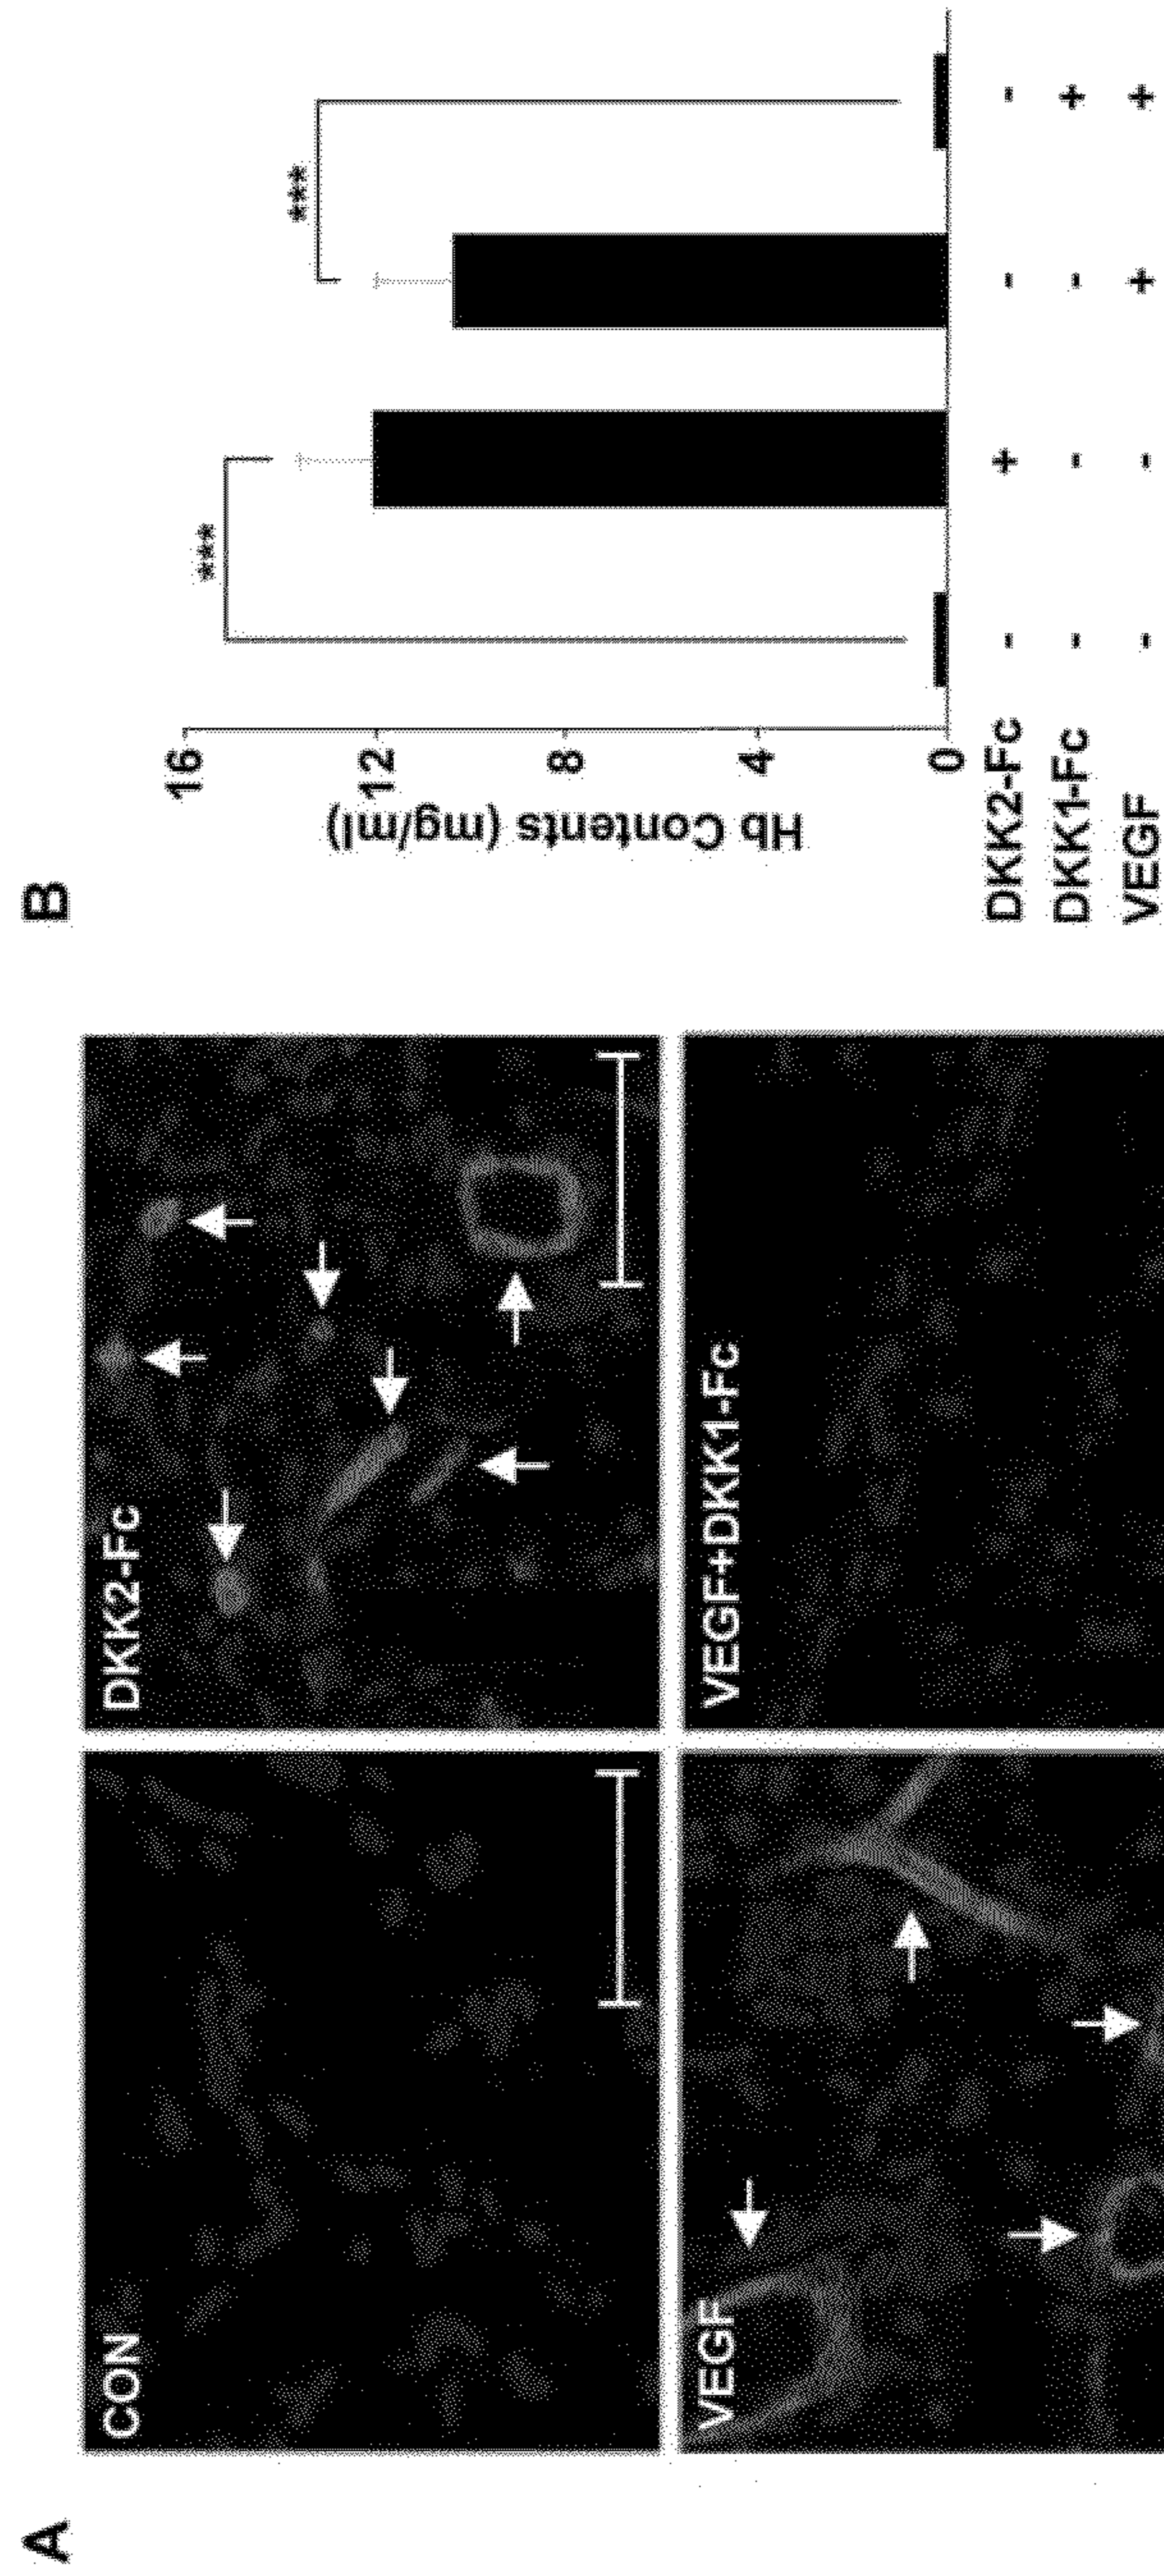 A
CON
DKK2-Fc
VEGF
VEGF+DKK1-Fc
B
***
***
16
12
8
4
0
Hb Contents (mg/ml)
DKK2-Fc - + - -
DKK1-Fc - - - +
VEGF - - + +